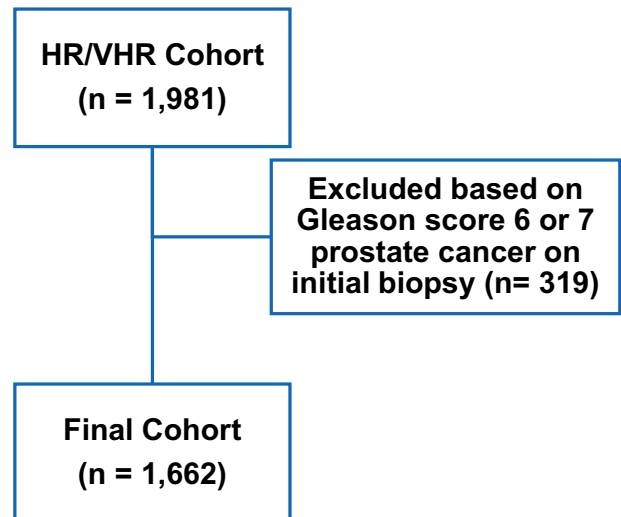 HR/VHR Cohort
(n = 1,981)
Excluded based on
Gleason score 6 or 7
prostate cancer on
initial biopsy (n= 319)
Final Cohort
(n = 1,662)